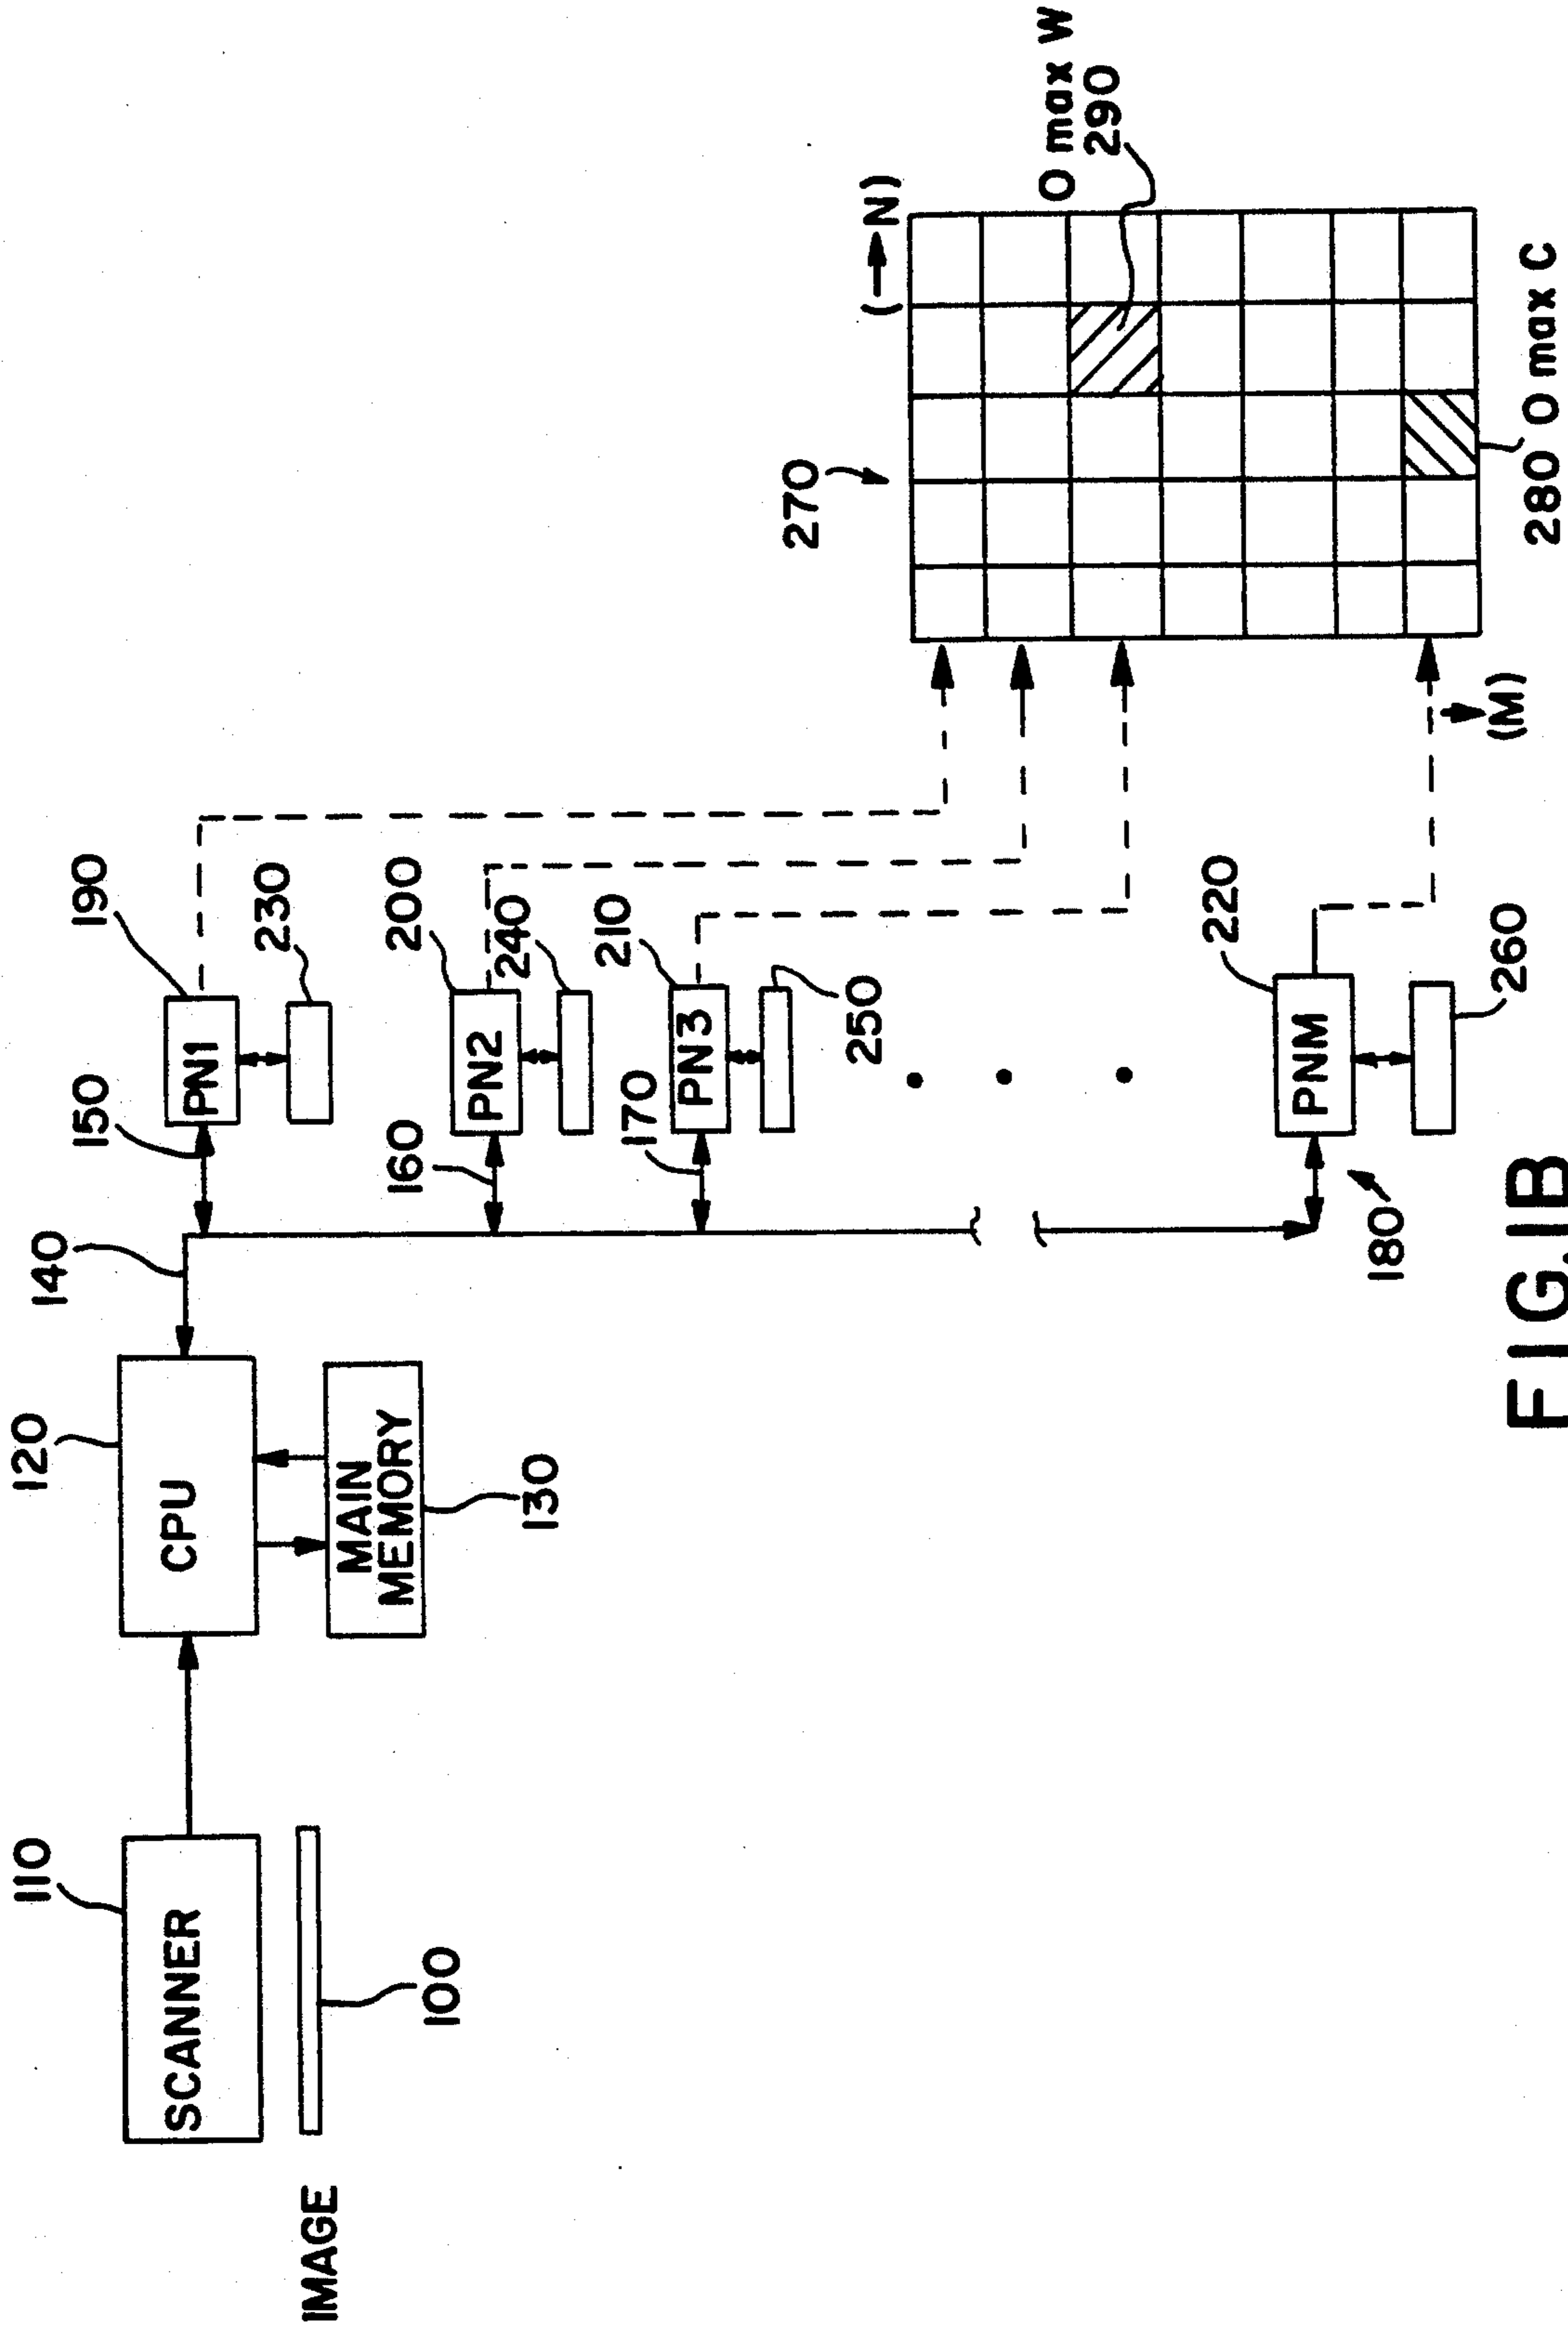 110
SCANNER
IMAGE
100
120
CPU
MAIN
MEMORY
130
140
150
PN1
190
230
160
PN2
200
240
170
PN3
210
250
180
PNM
220
260
270
(→N)
O max W
290
280 O max C
(M)
FIG.1B